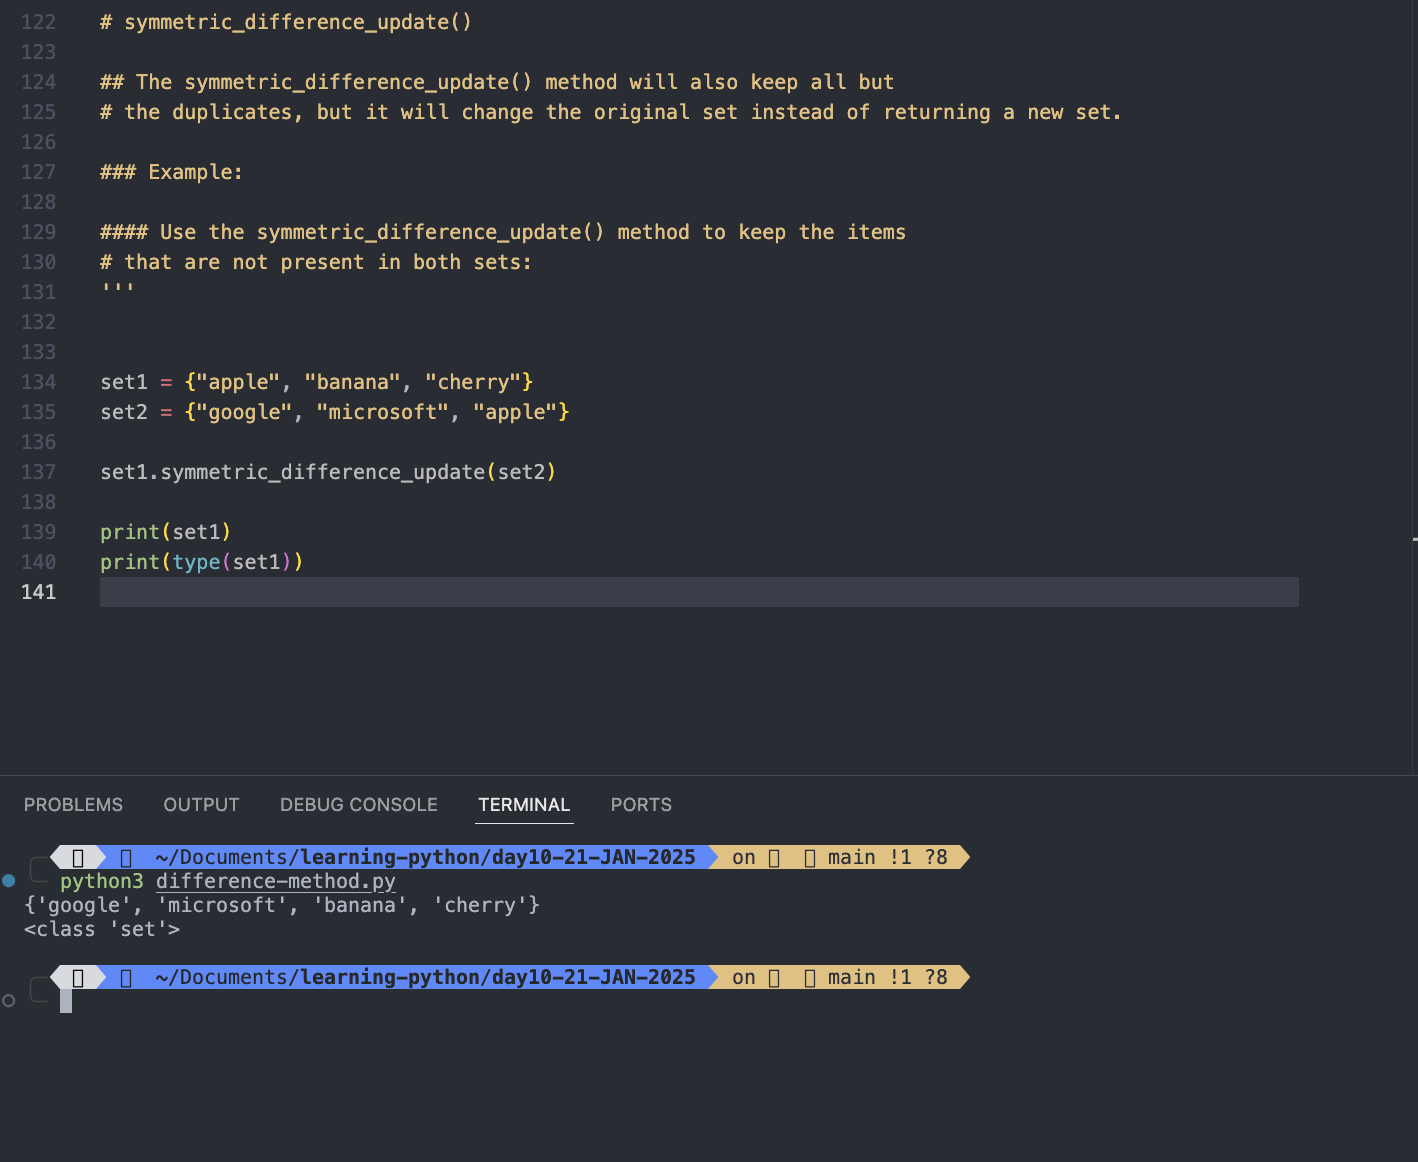 122 # symmetric_difference_update()
123
124 ## The symmetric_difference_update() method will also keep all but
125 # the duplicates, but it will change the original set instead of returning a new set.
126
127 ### Example:
128
129 #### Use the symmetric_difference_update() method to keep the items
130 # that are not present in both sets:
131 '''
132
133
134 set1 = {"apple", "banana", "cherry"}
135 set2 = {"google", "microsoft", "apple"}
136
137 set1.symmetric_difference_update(set2)
138
139 print(set1)
140 print(type(set1))
141
PROBLEMS OUTPUT DEBUG CONSOLE TERMINAL PORTS
~/Documents/learning-python/day10-21-JAN-2025 on main !1 ?8
python3 difference-method.py
{'google', 'microsoft', 'banana', 'cherry'}
<class 'set'>
~/Documents/learning-python/day10-21-JAN-2025 on main !1 ?8